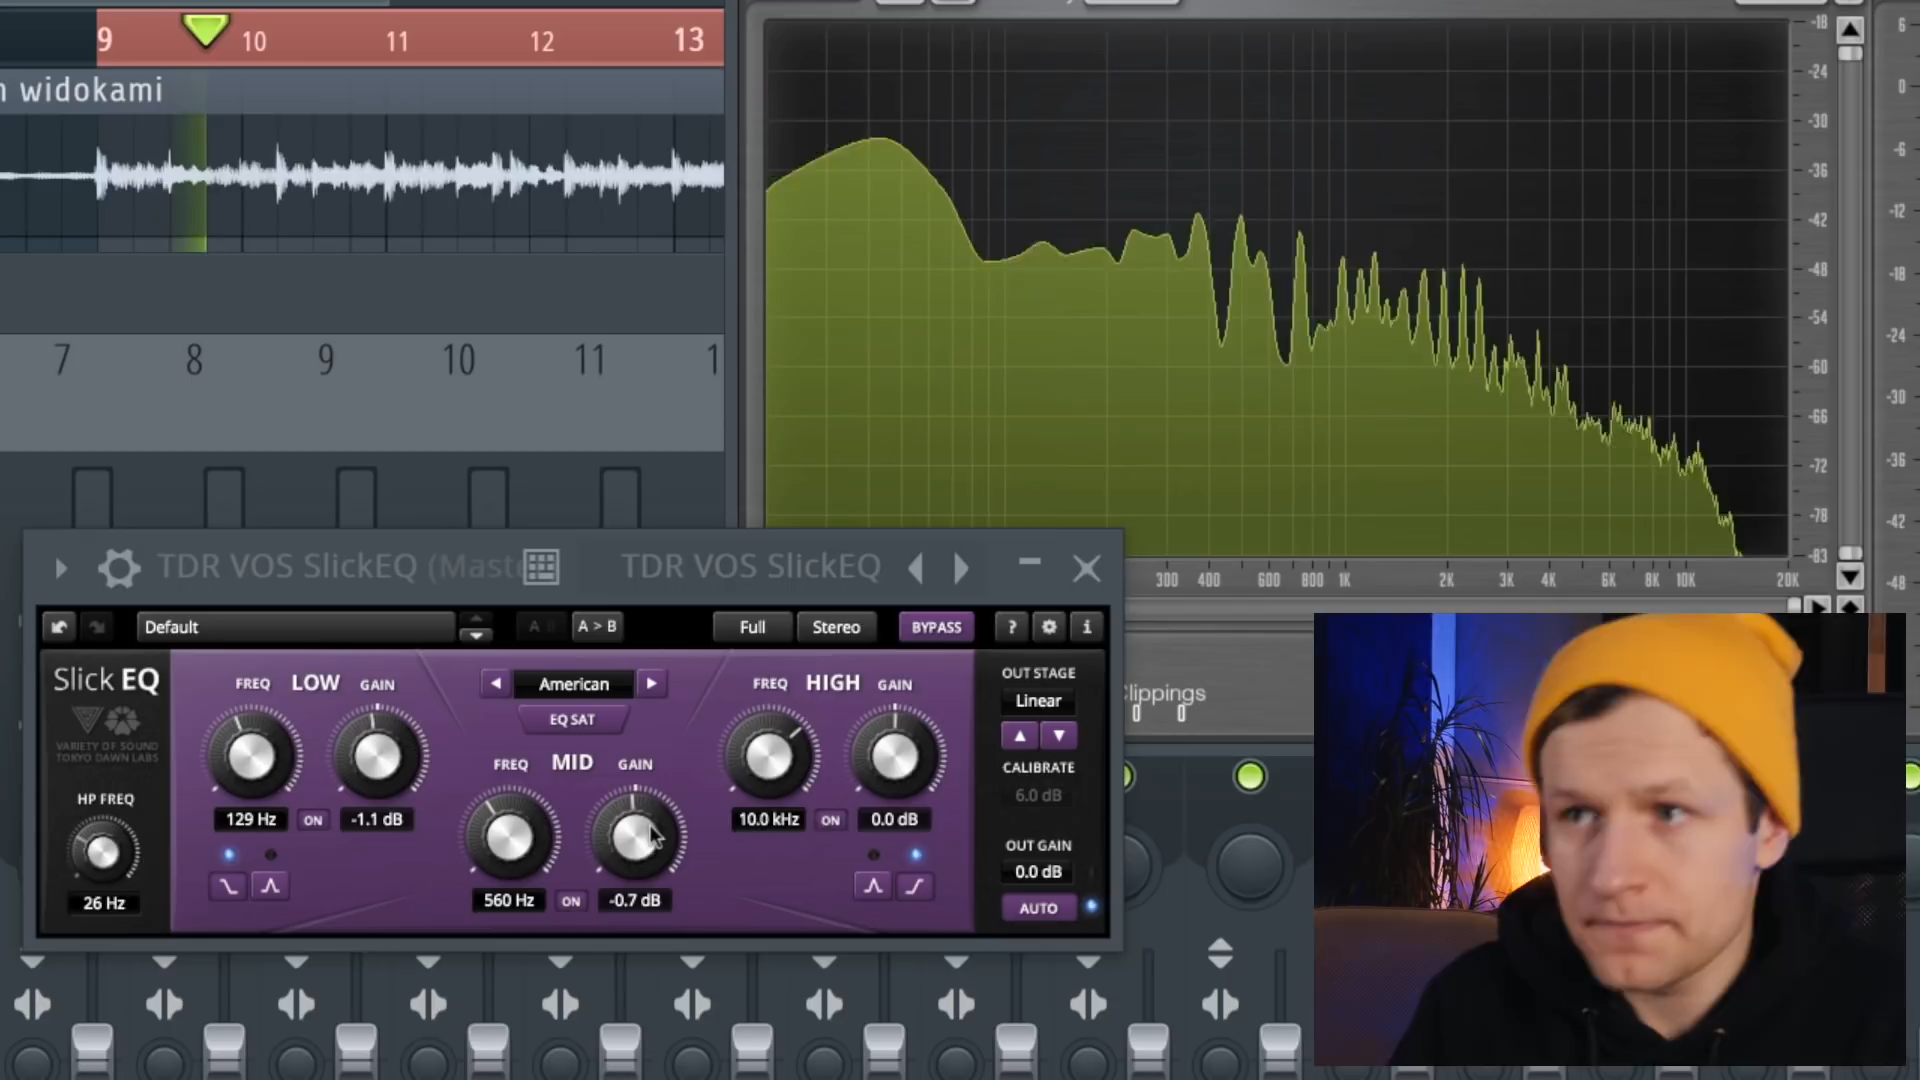 9 10 11 12 13
n widokami
7 8 9 10 11 1
-18
-24
-30
-36
-42
-48
-54
-60
-66
-72
-78
-83
6
0
-6
-12
-18
-24
-30
-36
-42
-48
300 400 600 800 1K 2K 3K 4K 6K 8K 10K 20K
TDR VOS SlickEQ (Mast
TDR VOS SlickEQ
Default
A B
A > B
Full
Stereo
BYPASS
?
i
Slick EQ
VARIETY OF SOUND
TOKYO DAWN LABS
HP FREQ
26 Hz
FREQ LOW GAIN
129 Hz ON -1.1 dB
American
EQ SAT
FREQ MID GAIN
560 Hz ON -0.7 dB
FREQ HIGH GAIN
10.0 kHz ON 0.0 dB
OUT STAGE
Linear
CALIBRATE
6.0 dB
OUT GAIN
0.0 dB
AUTO
Clippings